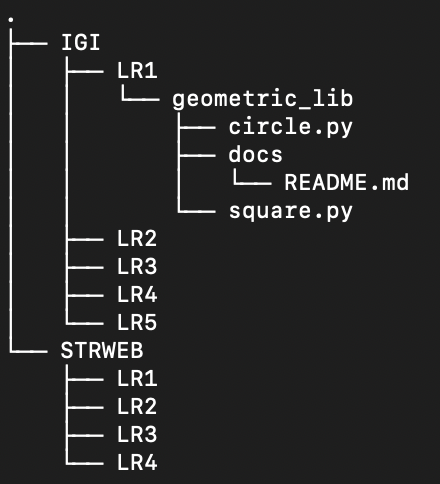 .
├── IGI
│   ├── LR1
│   │   └── geometric_lib
│   │       ├── circle.py
│   │       ├── docs
│   │       │   └── README.md
│   │       └── square.py
│   ├── LR2
│   ├── LR3
│   ├── LR4
│   └── LR5
└── STRWEB
    ├── LR1
    ├── LR2
    ├── LR3
    └── LR4